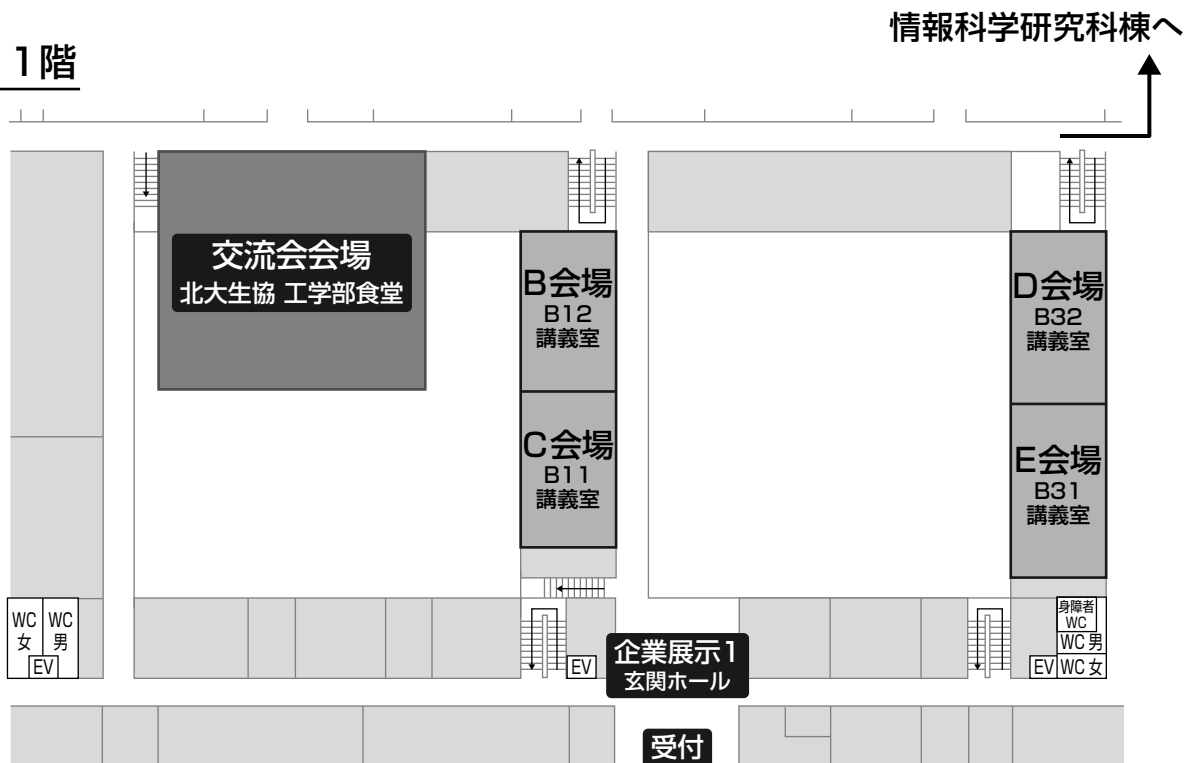 情報科学研究科棟へ
1階
交流会会場
北大生協 工学部食堂
B会場
B12
講義室
C会場
B11
講義室
D会場
B32
講義室
E会場
B31
講義室
WC
女
WC
男
EV
EV
企業展示1
玄関ホール
身障者
WC
WC 男
EV
WC 女
受付